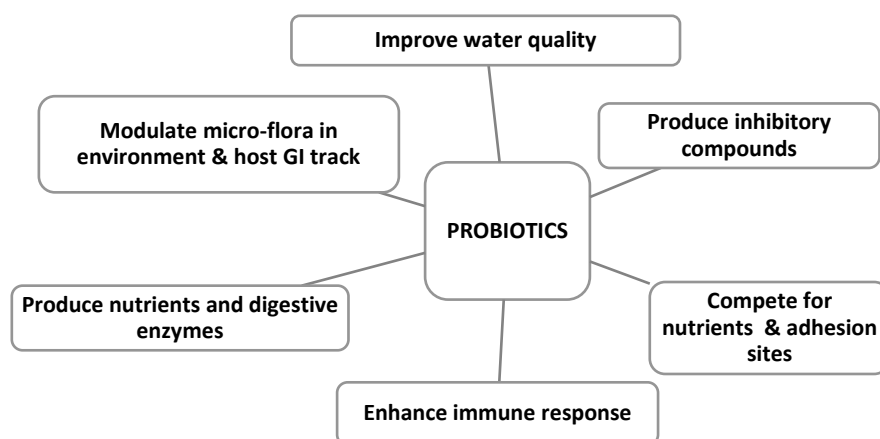 Improve water quality
Modulate micro-flora in
environment & host GI track
Produce inhibitory
compounds
PROBIOTICS
Produce nutrients and digestive
enzymes
Compete for
nutrients & adhesion
sites
Enhance immune response